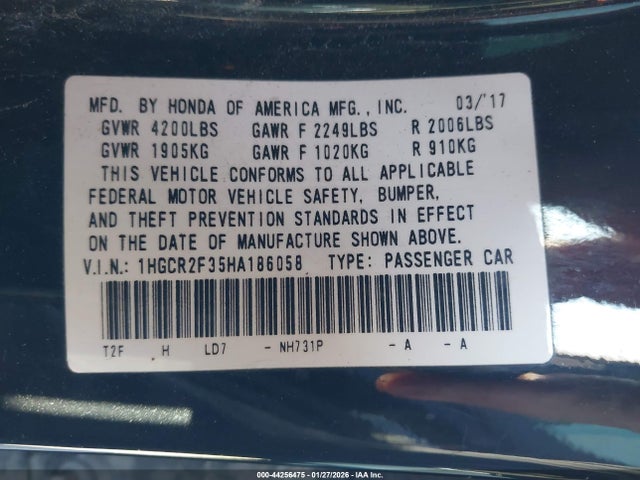 MFD. BY HONDA OF AMERICA MFG., INC. 03/'17
GVWR 4200LBS GAWR F 2249LBS R 2006LBS
GVWR 1905KG GAWR F 1020KG R 910KG
THIS VEHICLE CONFORMS TO ALL APPLICABLE
FEDERAL MOTOR VEHICLE SAFETY, BUMPER,
AND THEFT PREVENTION STANDARDS IN EFFECT
ON THE DATE OF MANUFACTURE SHOWN ABOVE.
V.I.N.: 1HGCR2F35HA186058 TYPE: PASSENGER CAR
T2F H LD7 - NH731P - A - A
000-44256475 - 01/27/2026 - IAA Inc.